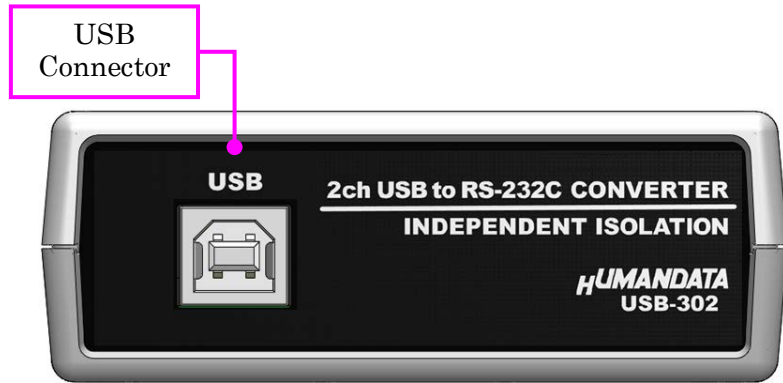 USB
Connector
USB
2ch USB to RS-232C CONVERTER
INDEPENDENT ISOLATION
HUMANDATA
USB-302